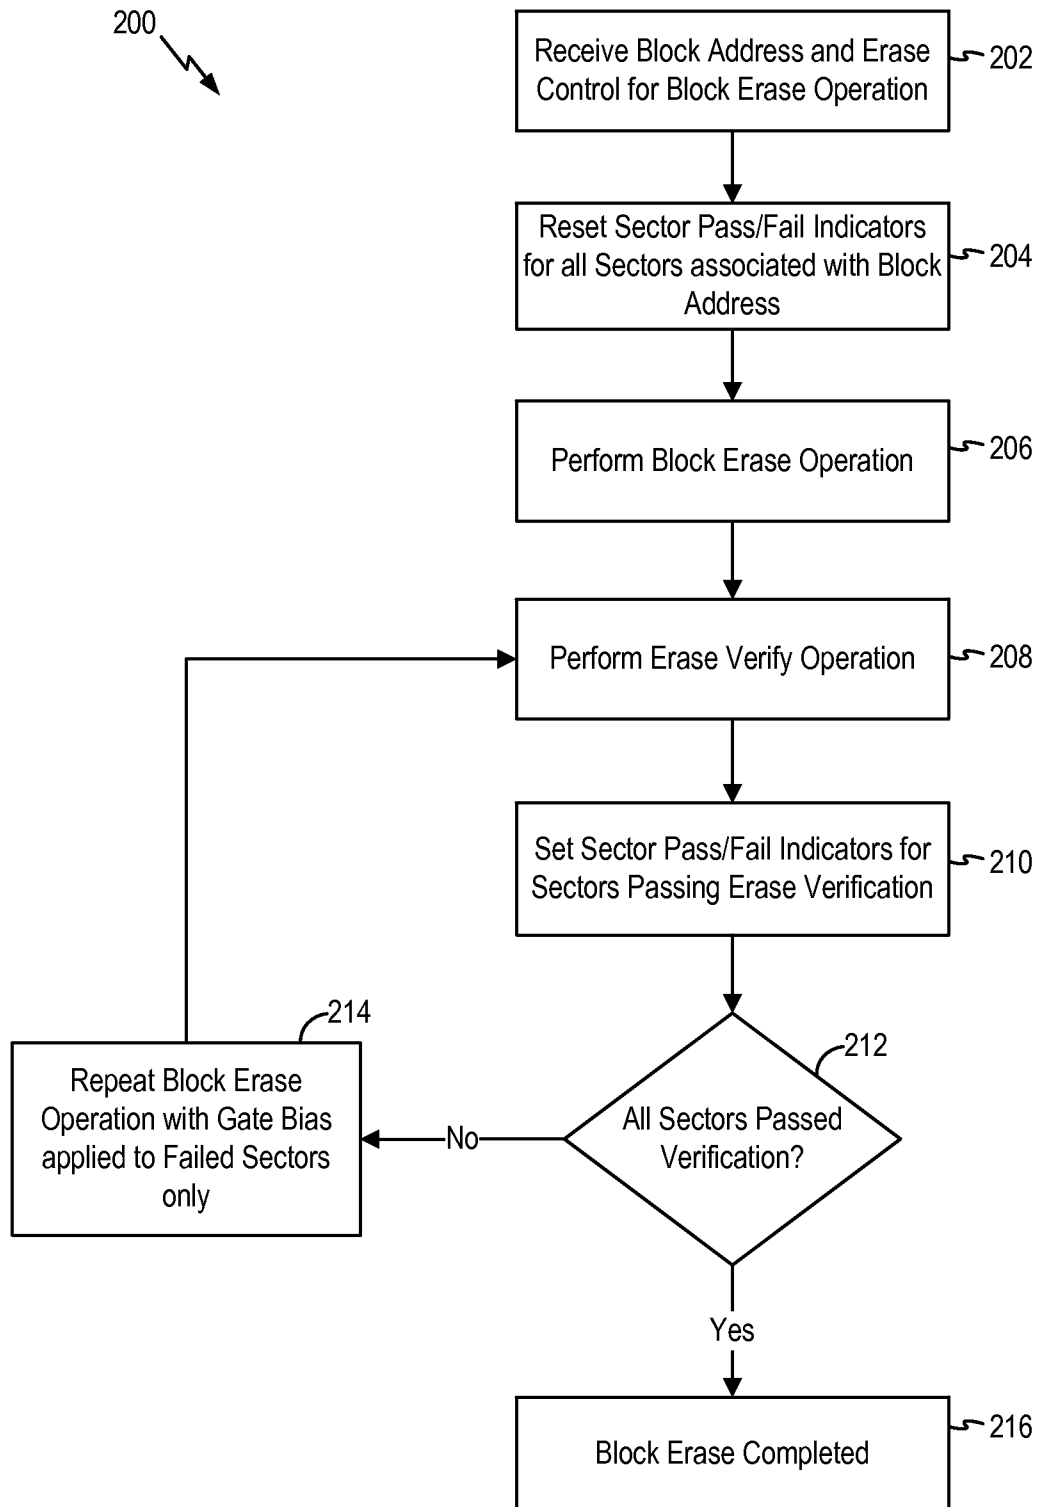 200
Receive Block Address and Erase
Control for Block Erase Operation
202
Reset Sector Pass/Fail Indicators
for all Sectors associated with Block
Address
204
Perform Block Erase Operation
206
Perform Erase Verify Operation
208
Set Sector Pass/Fail Indicators for
Sectors Passing Erase Verification
210
214
Repeat Block Erase
Operation with Gate Bias
applied to Failed Sectors
only
No
212
All Sectors Passed
Verification?
Yes
Block Erase Completed
216